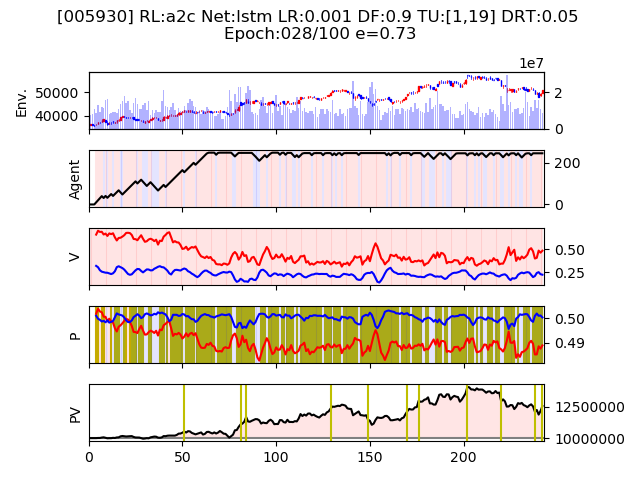 [005930] RL:a2c Net:lstm LR:0.001 DF:0.9 TU:[1,19] DRT:0.05
Epoch:028/100 e=0.73
1e7
Env.
50000
40000
2
0
Agent
200
0
V
0.50
0.25
P
0.50
0.49
PV
12500000
10000000
0
50
100
150
200